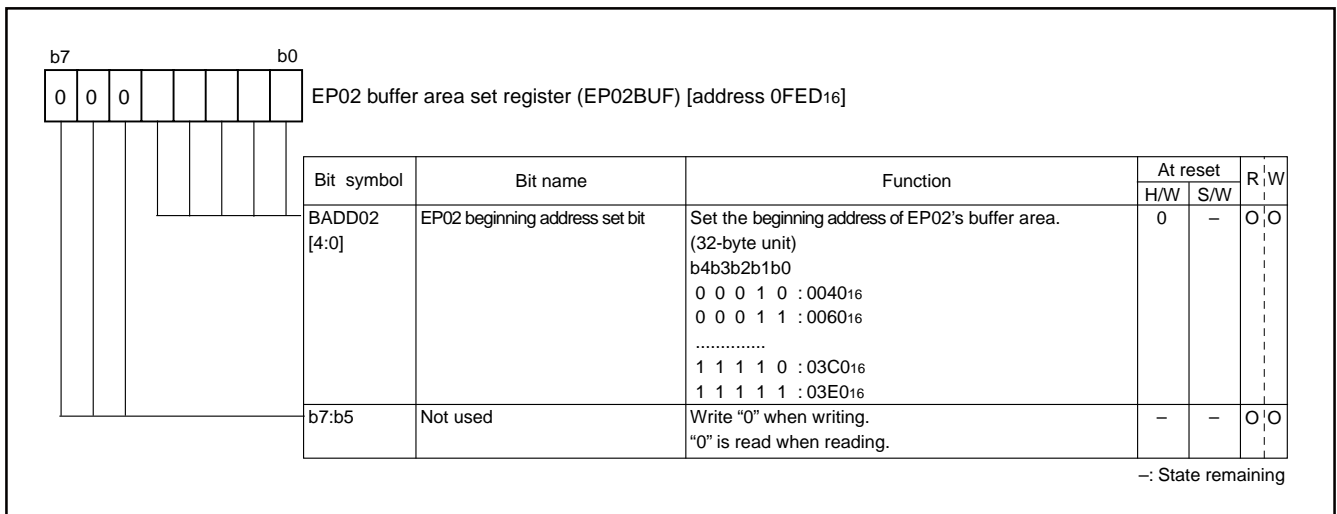 b7 b0
0 0 0
EP02 buffer area set register (EP02BUF) [address 0FED16]
Bit symbol Bit name Function At reset R W
H/W S/W
BADD02 EP02 beginning address set bit Set the beginning address of EP02's buffer area. 0 – O O
[4:0] (32-byte unit)
b4b3b2b1b0
0 0 0 1 0 : 004016
0 0 0 1 1 : 006016
..............
1 1 1 1 0 : 03C016
1 1 1 1 1 : 03E016
b7:b5 Not used Write “0” when writing. – – O O
“0” is read when reading.
–: State remaining